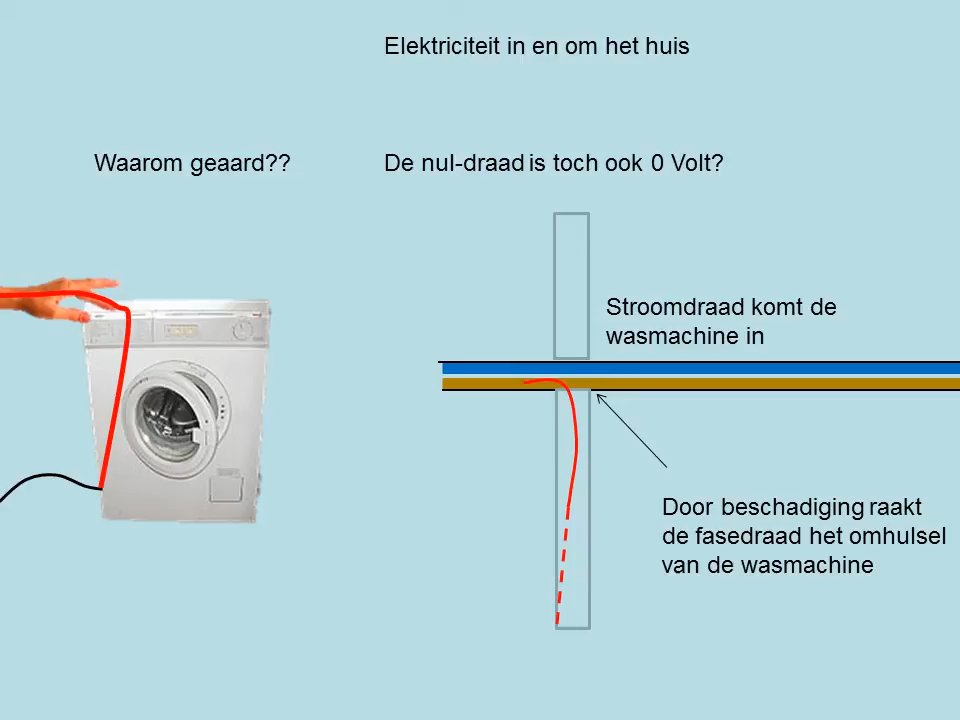 Elektriciteit in en om het huis
Waarom geaard??
De nul-draad is toch ook 0 Volt?
Stroomdraad komt de
wasmachine in
Door beschadiging raakt
de fasedraad het omhulsel
van de wasmachine